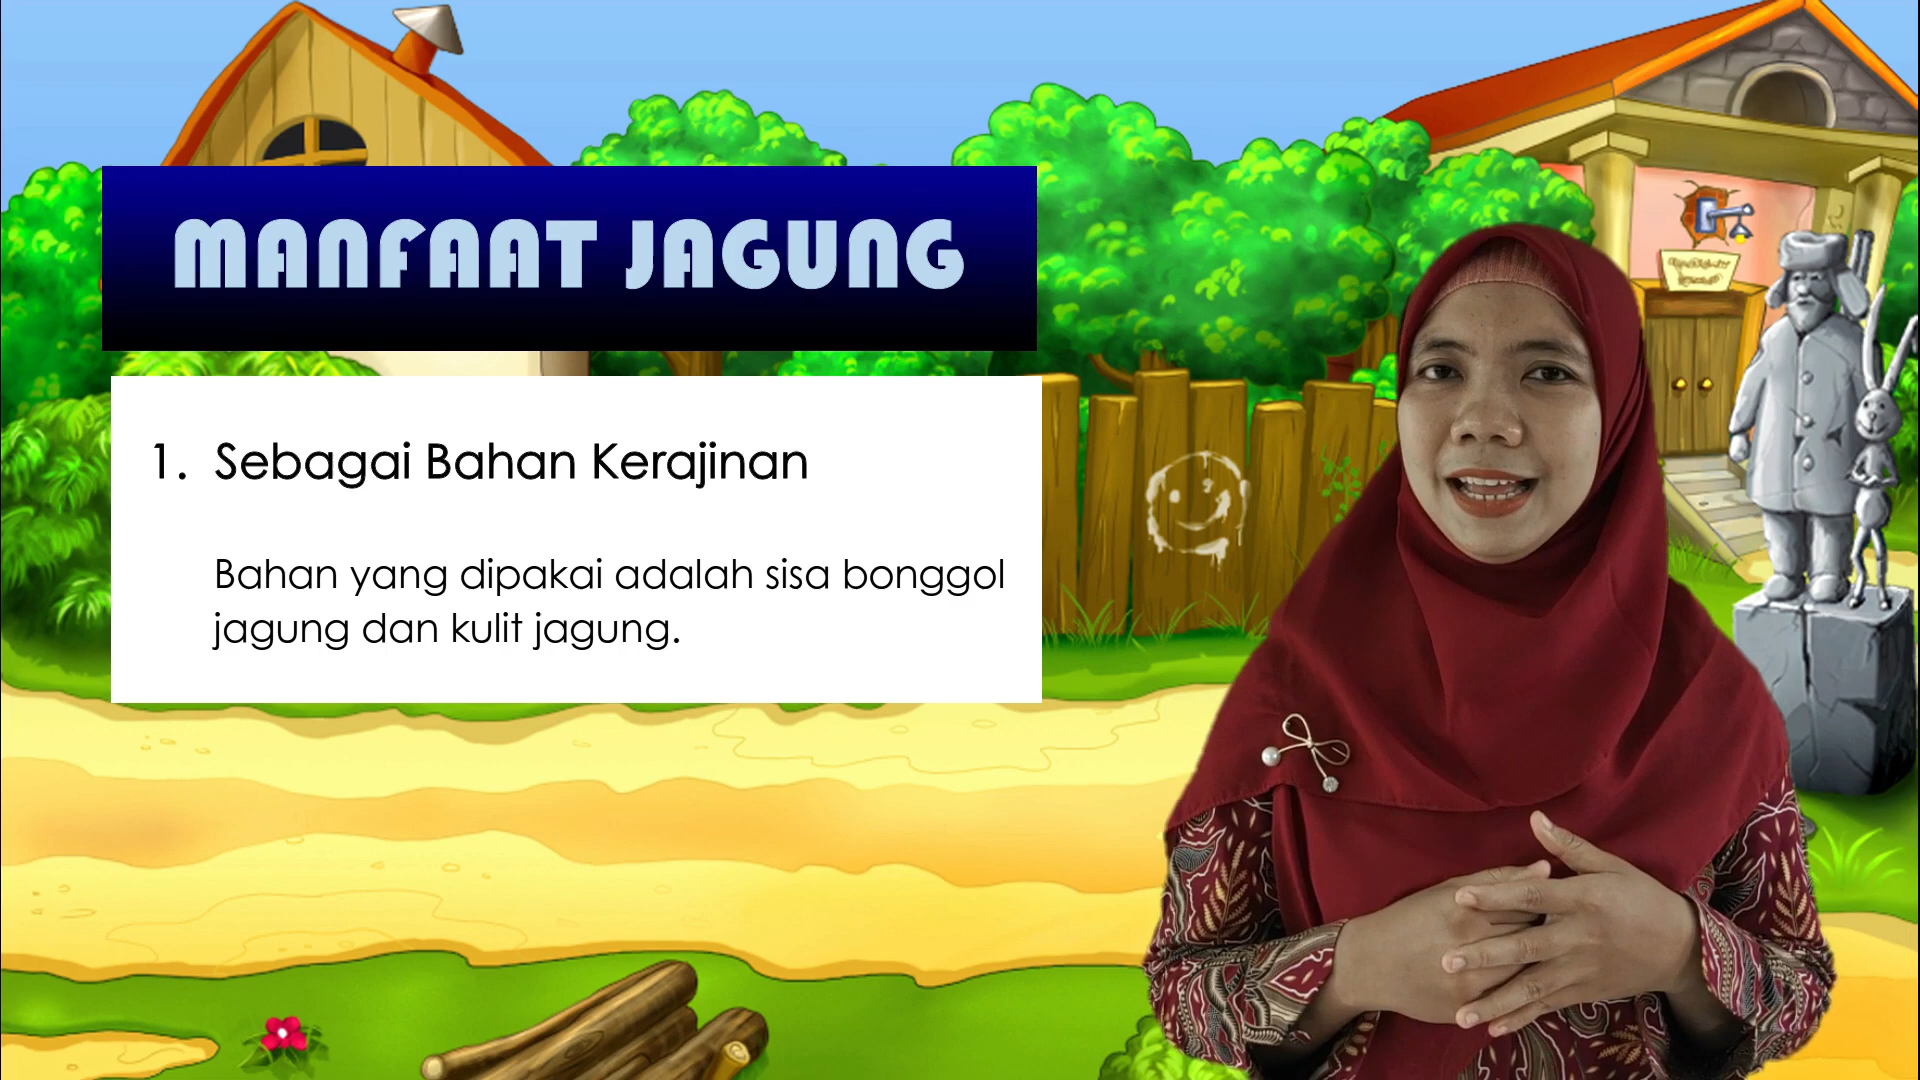 MANFAAT JAGUNG
1. Sebagai Bahan Kerajinan
Bahan yang dipakai adalah sisa bonggol
jagung dan kulit jagung.